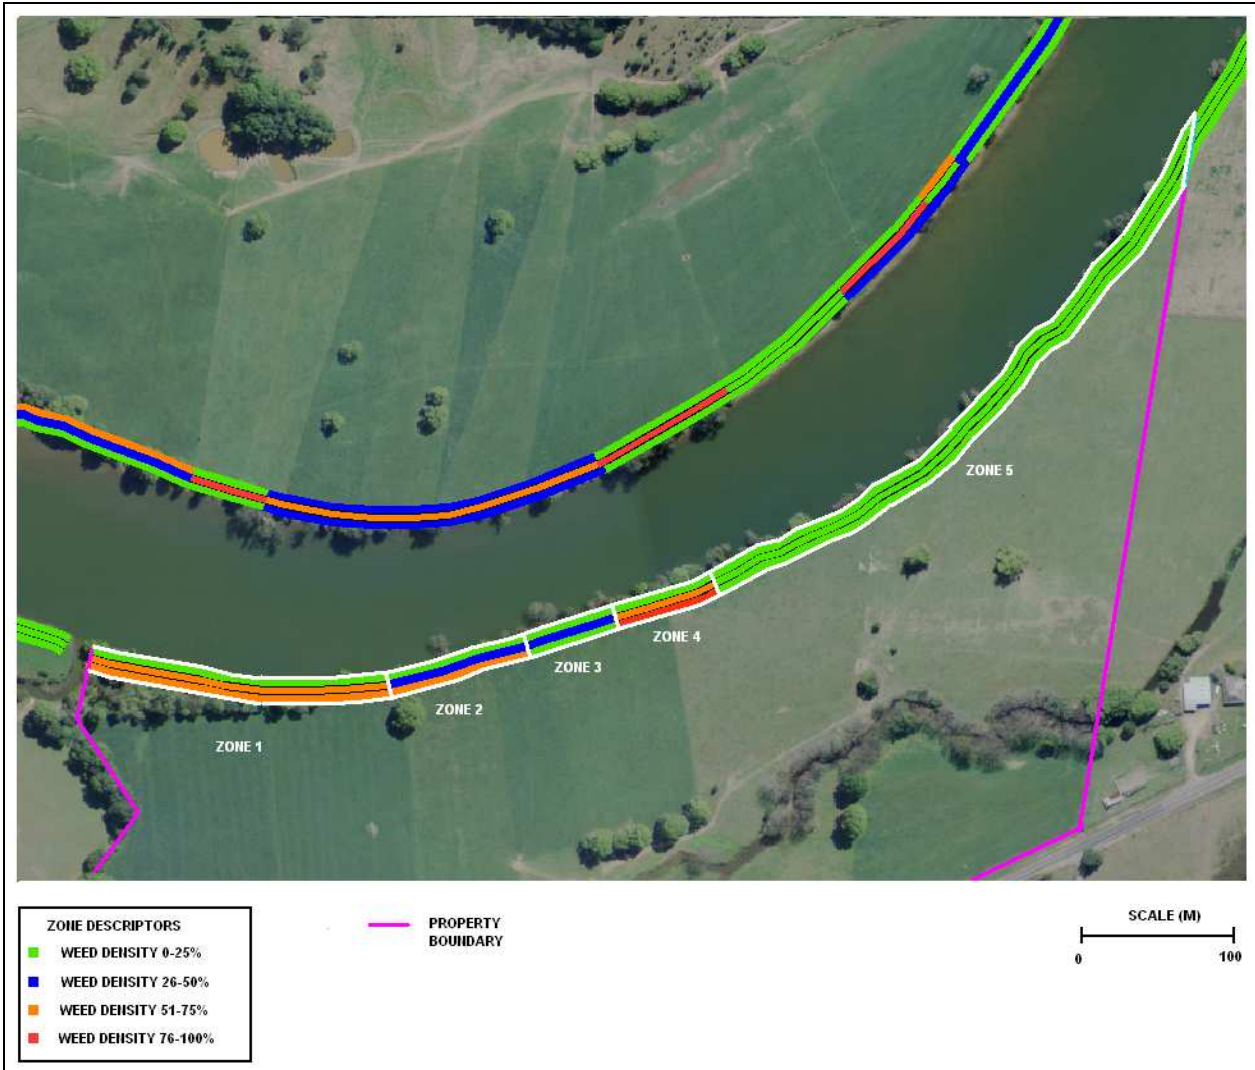 ZONE 5
ZONE 4
ZONE 3
ZONE 2
ZONE 1
ZONE DESCRIPTORS
WEED DENSITY 0-25%
WEED DENSITY 26-50%
WEED DENSITY 51-75%
WEED DENSITY 76-100%
PROPERTY
BOUNDARY
SCALE (M)
0 100